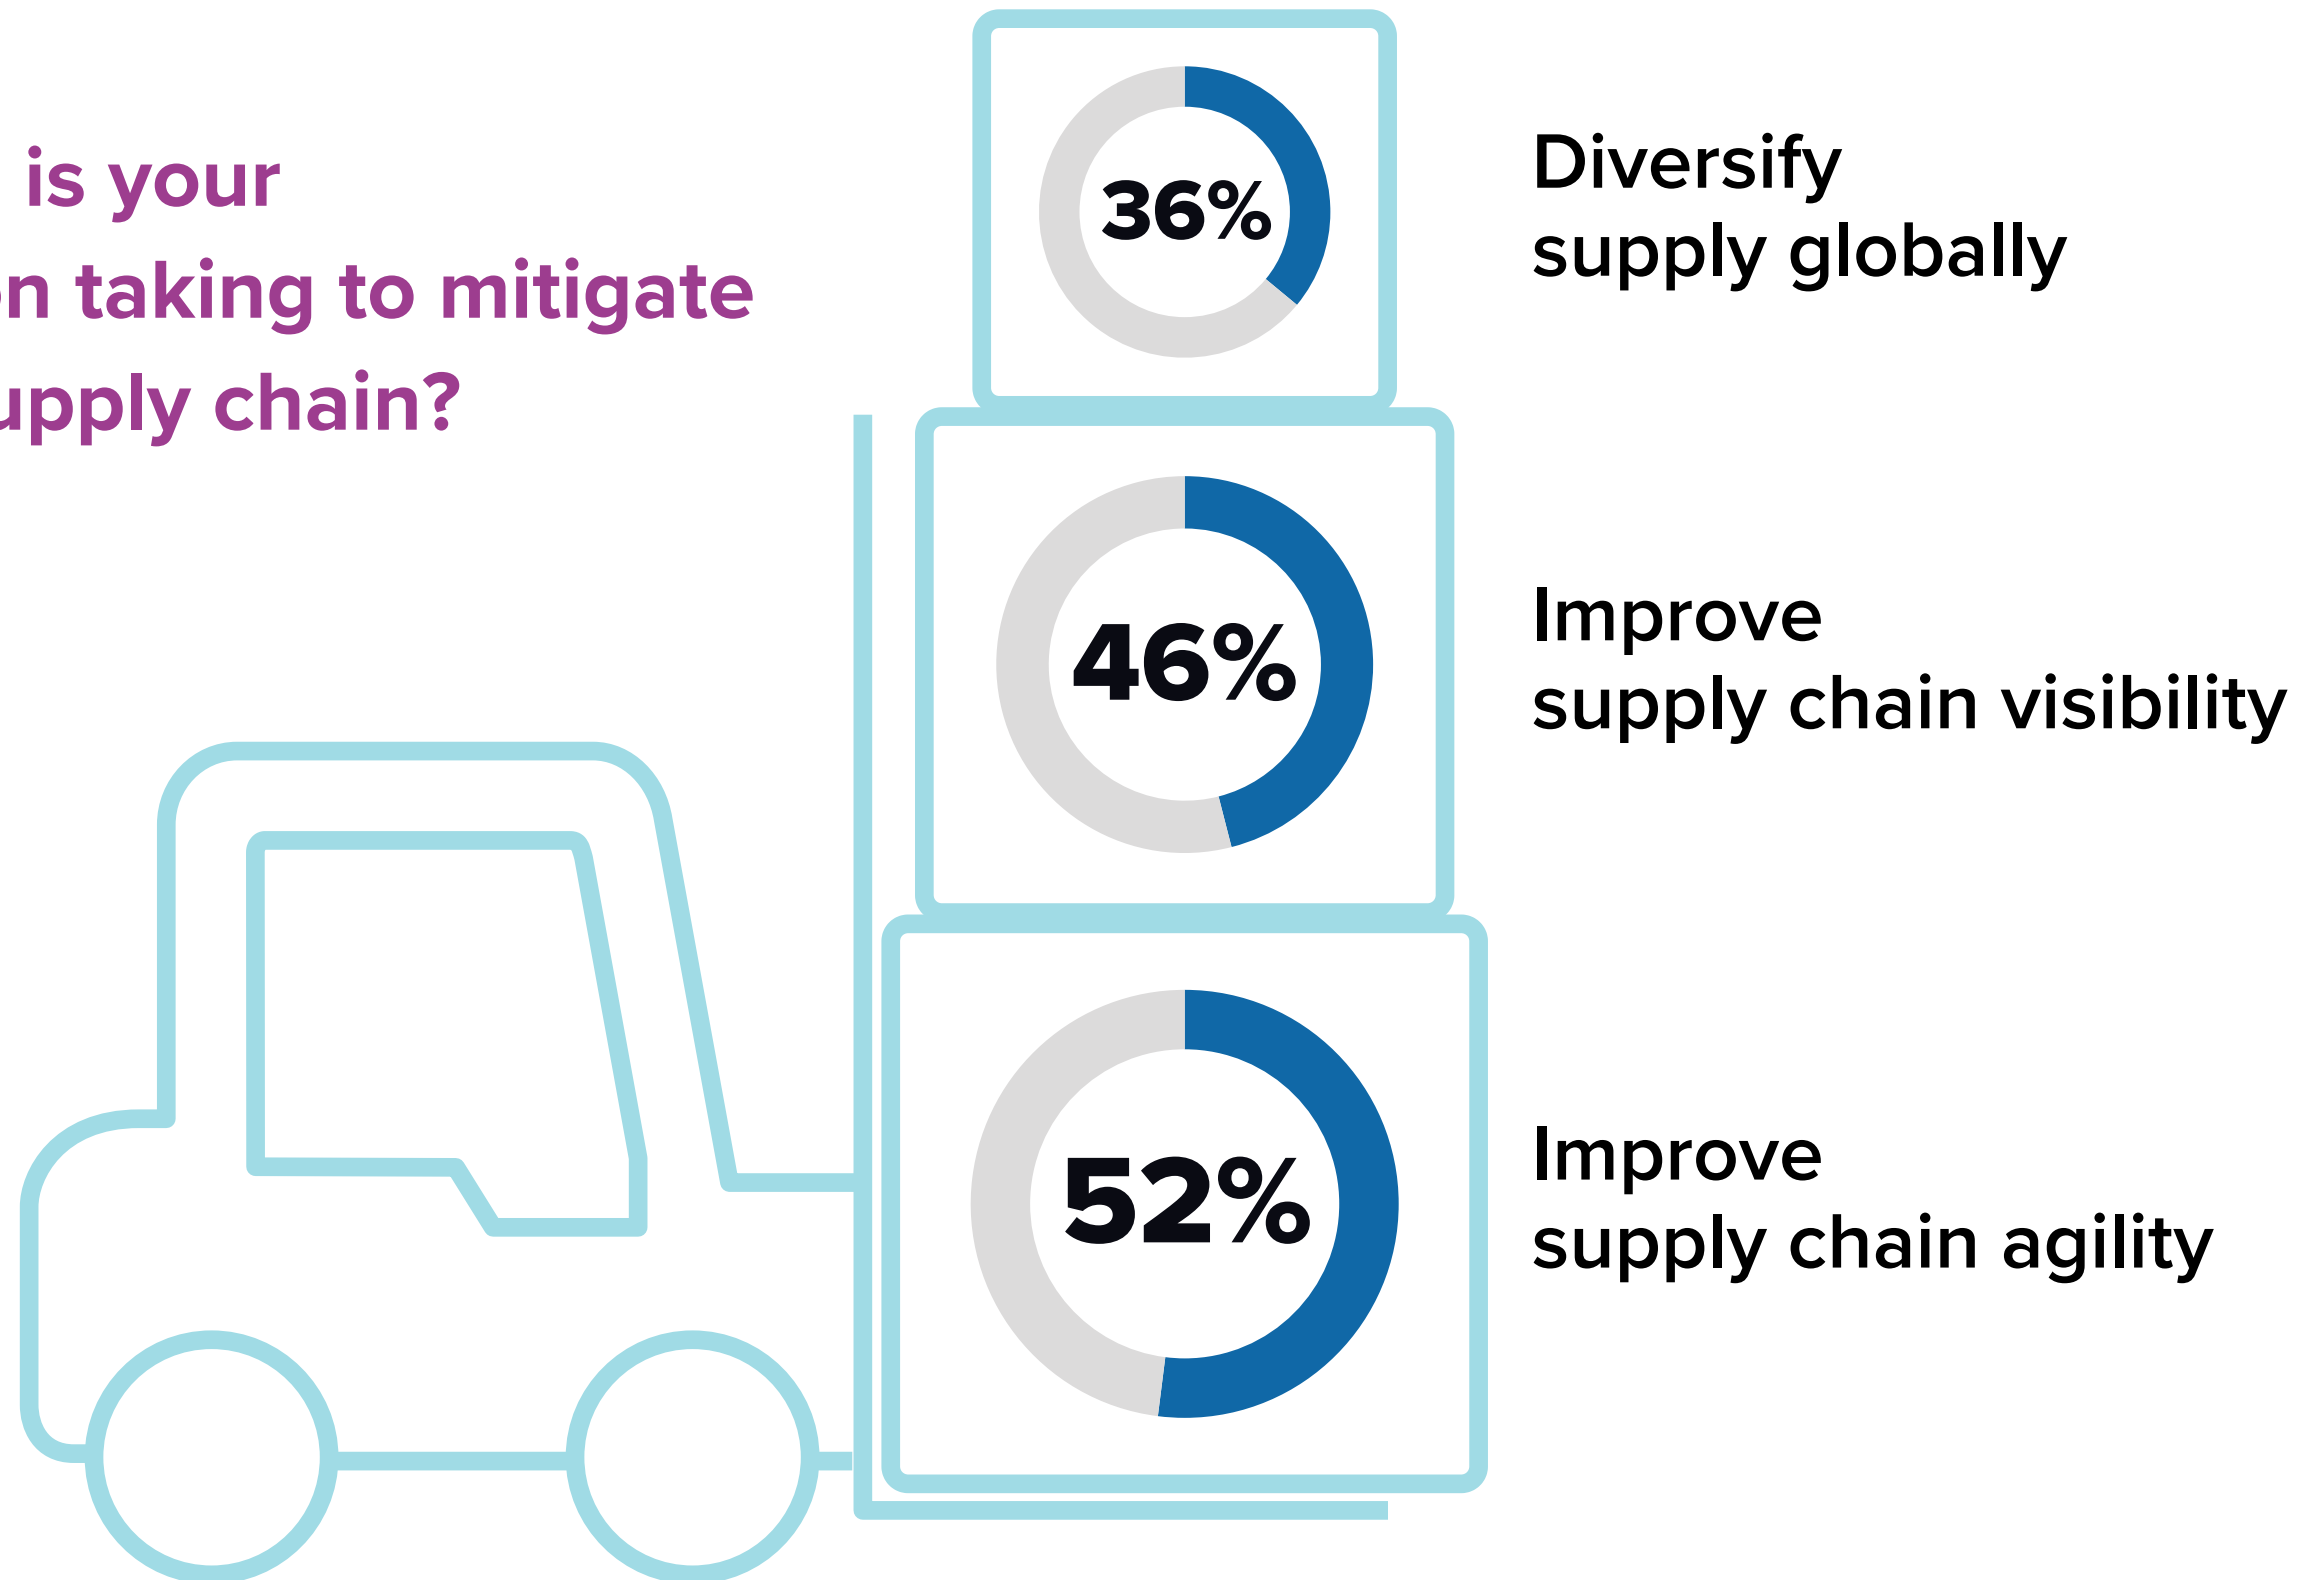 is your
n taking to mitigate
upply chain?
36%
Diversify
supply globally
46%
Improve
supply chain visibility
52%
Improve
supply chain agility